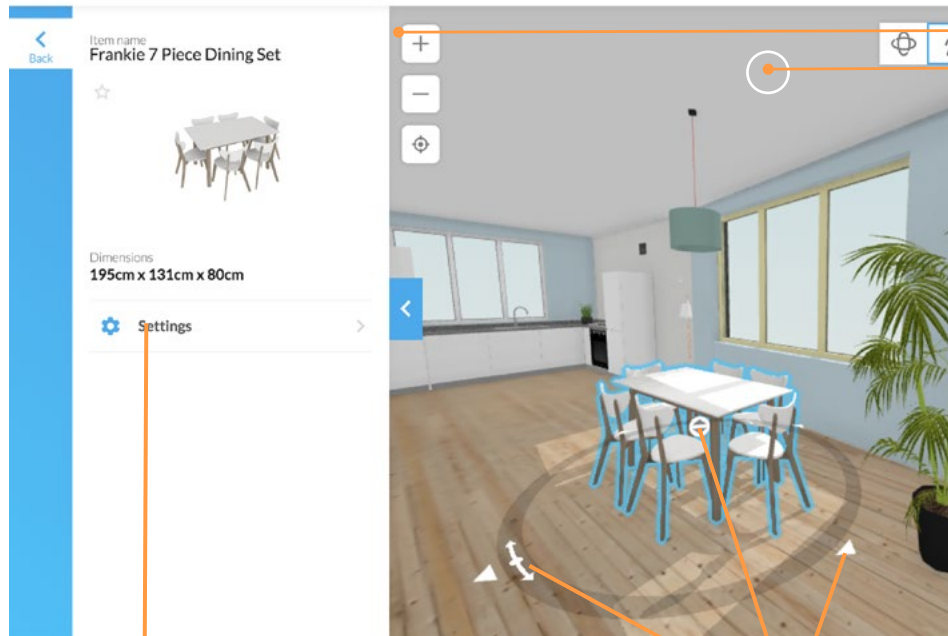 Back
Item name
Frankie 7 Piece Dining Set
Dimensions
195cm x 131cm x 80cm
Settings